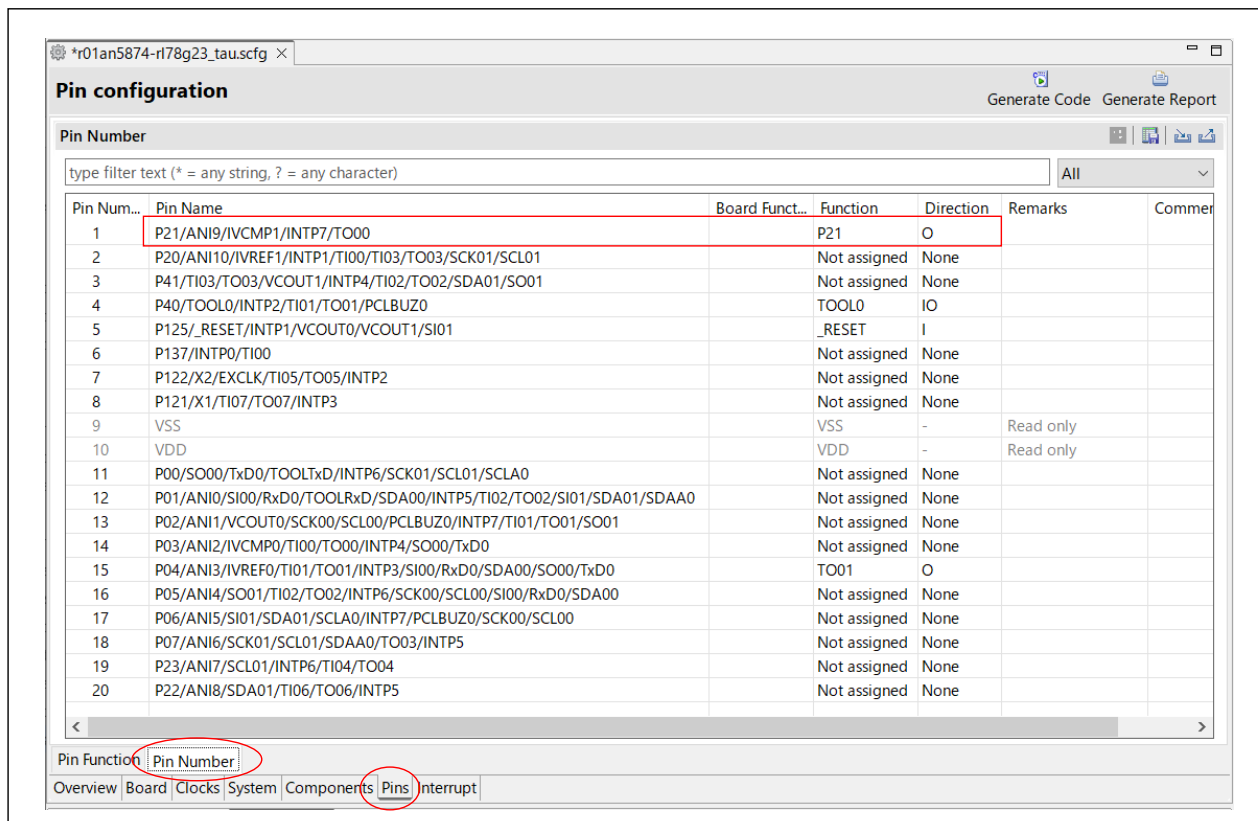 *r01an5874-rl78g23_tau.scfg
Pin configuration
Generate Code Generate Report
Pin Number
type filter text (* = any string, ? = any character) All
Pin Num... Pin Name Board Funct... Function Direction Remarks Commer
1 P21/ANI9/IVCMP1/INTP7/TO00 P21 O
2 P20/ANI10/IVREF1/INTP1/TI00/TI03/TO03/SCK01/SCL01 Not assigned None
3 P41/TI03/TO03/VCOUT1/INTP4/TI02/TO02/SDA01/SO01 Not assigned None
4 P40/TOOL0/INTP2/TI01/TO01/PCLBUZ0 TOOL0 IO
5 P125/_RESET/INTP1/VCOUT0/VCOUT1/SI01 _RESET I
6 P137/INTP0/TI00 Not assigned None
7 P122/X2/EXCLK/TI05/TO05/INTP2 Not assigned None
8 P121/X1/TI07/TO07/INTP3 Not assigned None
9 VSS VSS - Read only
10 VDD VDD - Read only
11 P00/SO00/TxD0/TOOLTxD/INTP6/SCK01/SCL01/SCLA0 Not assigned None
12 P01/ANI0/SI00/RxD0/TOOLRxD/SDA00/INTP5/TI02/TO02/SI01/SDA01/SDAA0 Not assigned None
13 P02/ANI1/VCOUT0/SCK00/SCL00/PCLBUZ0/INTP7/TI01/TO01/SO01 Not assigned None
14 P03/ANI2/IVCMP0/TI00/TO00/INTP4/SO00/TxD0 Not assigned None
15 P04/ANI3/IVREF0/TI01/TO01/INTP3/SI00/RxD0/SDA00/SO00/TxD0 TO01 O
16 P05/ANI4/SO01/TI02/TO02/INTP6/SCK00/SCL00/SI00/RxD0/SDA00 Not assigned None
17 P06/ANI5/SI01/SDA01/SCLA0/INTP7/PCLBUZ0/SCK00/SCL00 Not assigned None
18 P07/ANI6/SCK01/SCL01/SDAA0/TO03/INTP5 Not assigned None
19 P23/ANI7/SCL01/INTP6/TI04/TO04 Not assigned None
20 P22/ANI8/SDA01/TI06/TO06/INTP5 Not assigned None
Pin Function Pin Number
Overview Board Clocks System Components Pins Interrupt